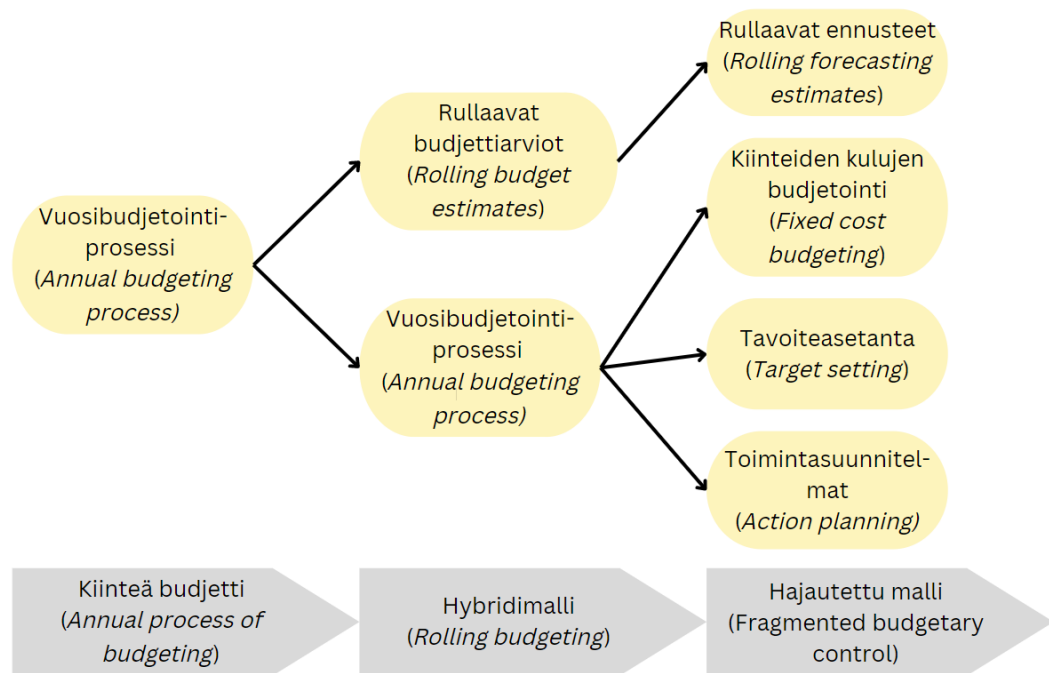 Vuosibudjetointi-
prosessi
(Annual budgeting
process)
Rullaavat
budjettiarviot
(Rolling budget
estimates)
Vuosibudjetointi-
prosessi
(Annual budgeting
process)
Rullaavat ennusteet
(Rolling forecasting
estimates)
Kiinteiden kulujen
budjetointi
(Fixed cost
budgeting)
Tavoiteasetanta
(Target setting)
Toimintasuunnitel-
mat
(Action planning)
Kiinteä budjetti
(Annual process of
budgeting)
Hybridimalli
(Rolling budgeting)
Hajautettu malli
(Fragmented budgetary
control)